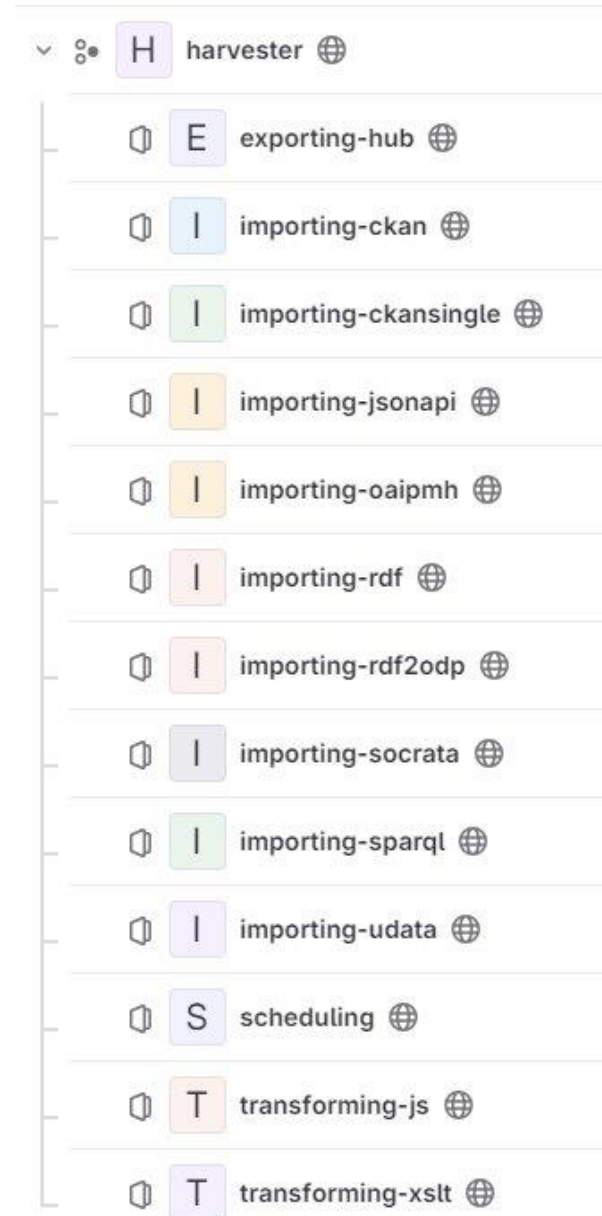 H harvester
E exporting-hub
I importing-ckan
I importing-ckansingle
I importing-jsonapi
I importing-oaipmh
I importing-rdf
I importing-rdf2odp
I importing-socrata
I importing-sparql
I importing-udata
S scheduling
T transforming-js
T transforming-xslt